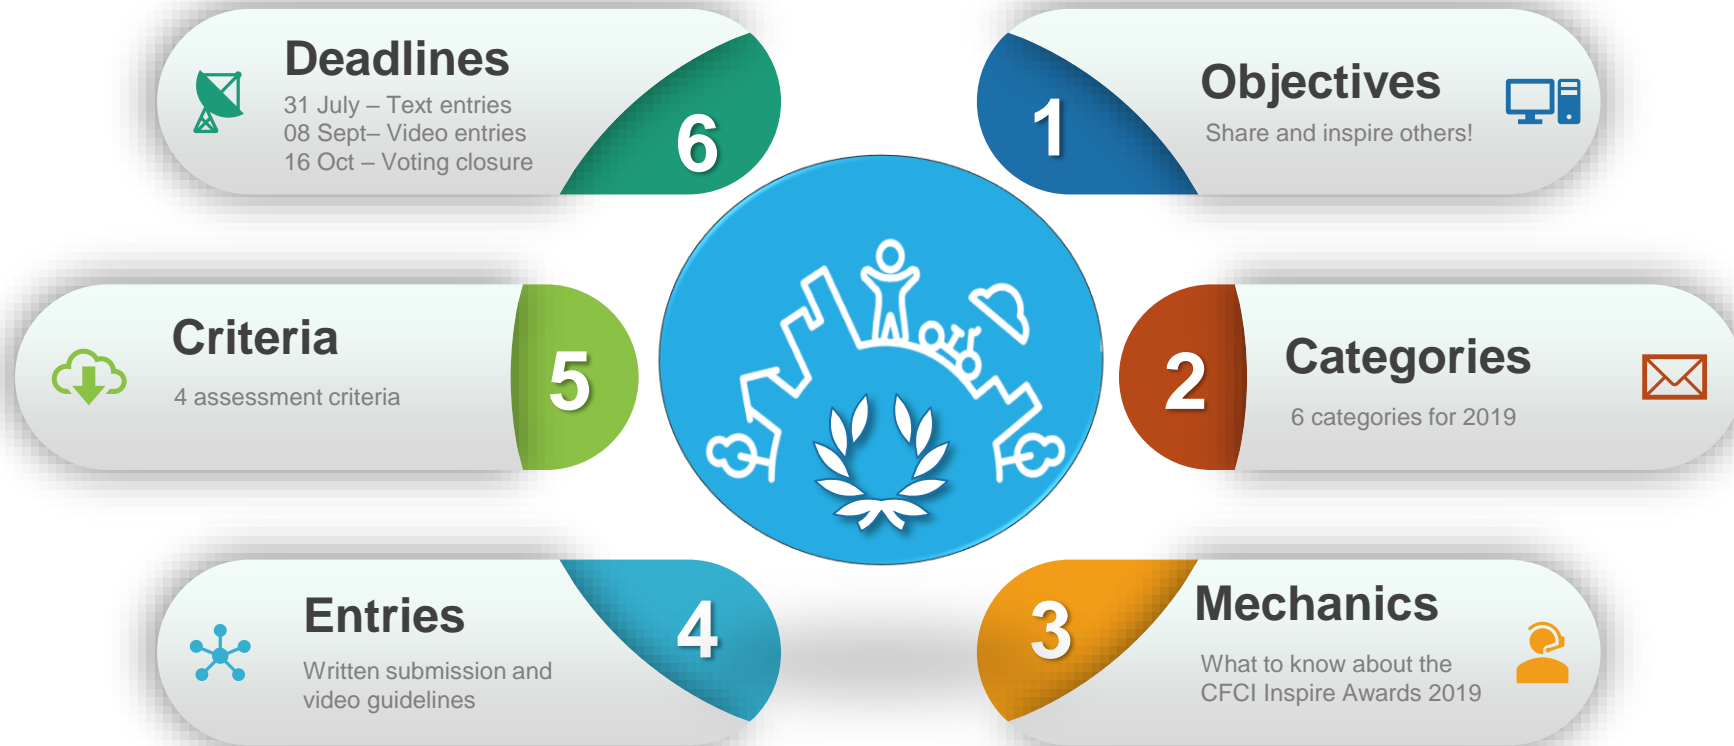 1
Objectives
Share and inspire others!
2
Categories
6 categories for 2019
3
Mechanics
What to know about the
CFCI Inspire Awards 2019
4
Entries
Written submission and
video guidelines
5
Criteria
4 assessment criteria
6
Deadlines
31 July – Text entries
08 Sept– Video entries
16 Oct – Voting closure